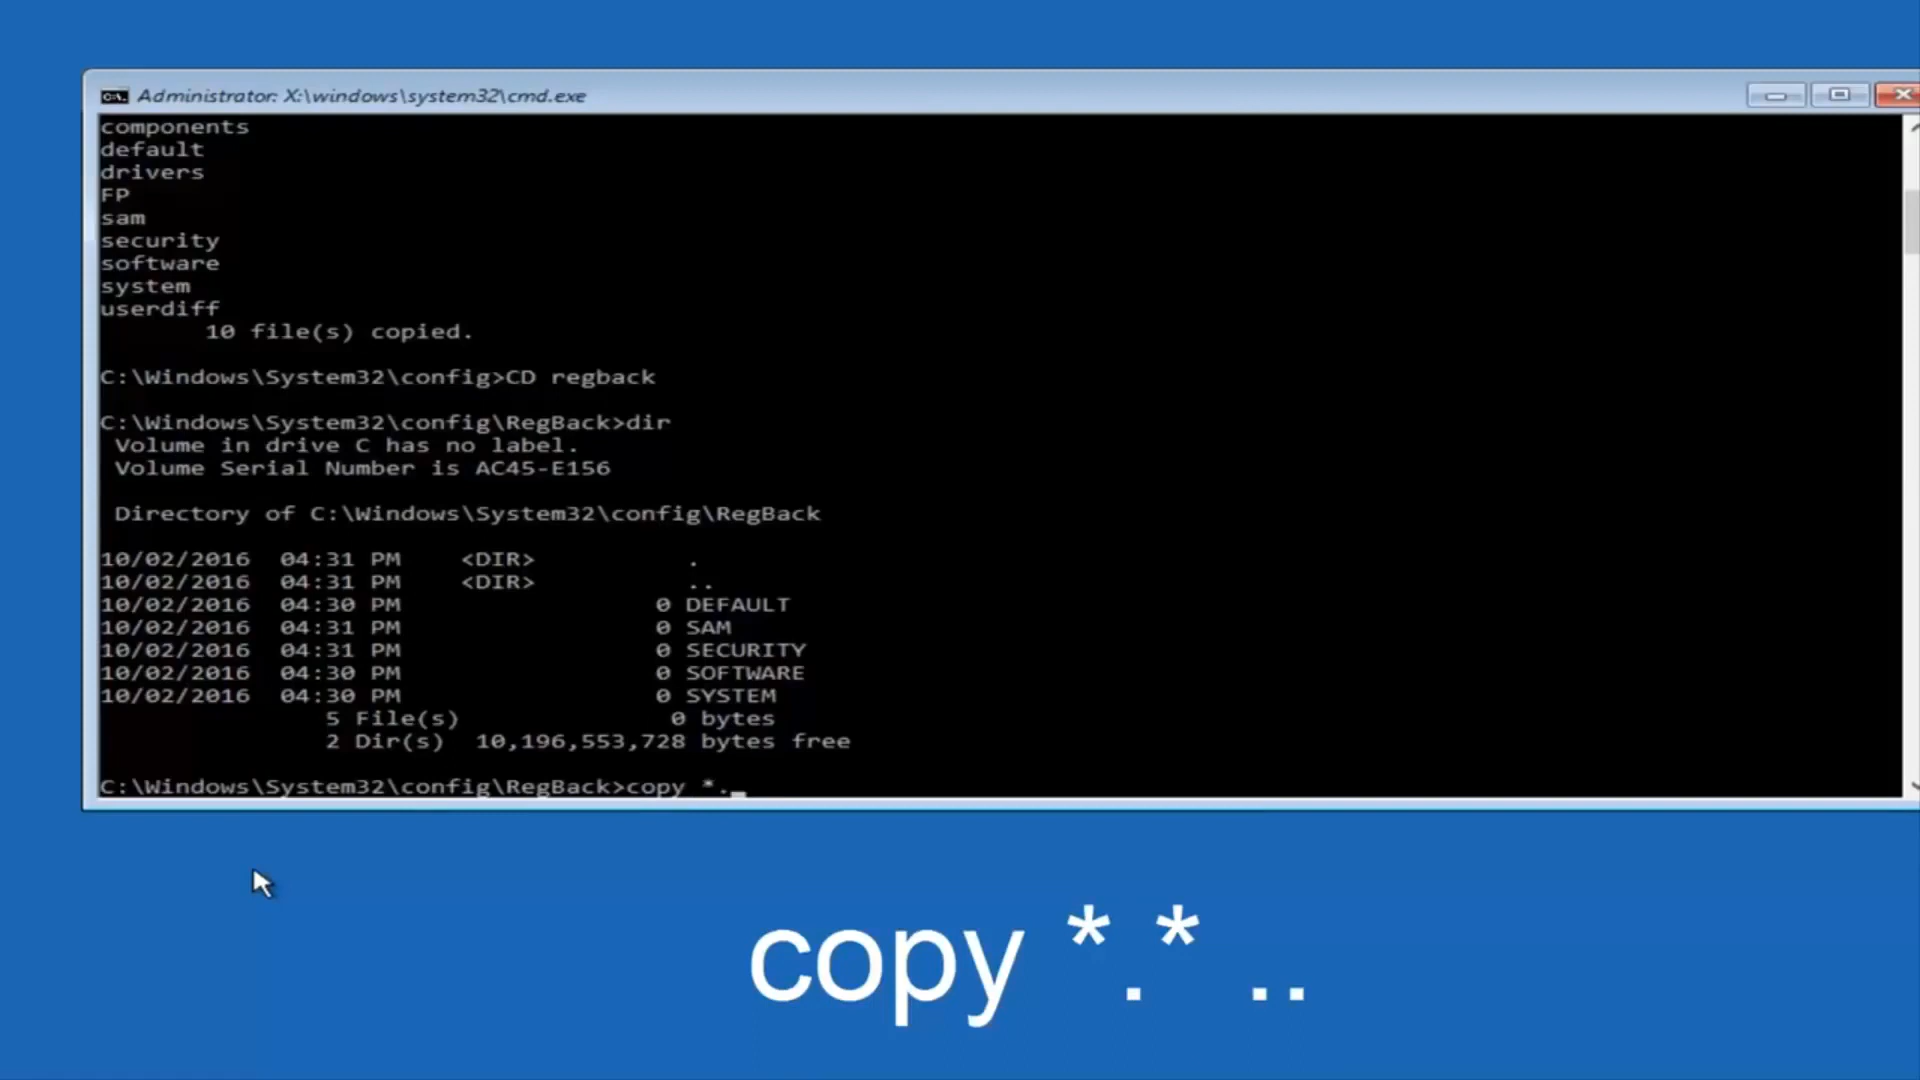 Administrator: X:\windows\system32\cmd.exe
components
default
drivers
FP
sam
security
software
system
userdiff
10 file(s) copied.
C:\Windows\System32\config>CD regback
C:\Windows\System32\config\RegBack>dir
Volume in drive C has no label.
Volume Serial Number is AC45-E156
Directory of C:\Windows\System32\config\RegBack
10/02/2016 04:31 PM <DIR> .
10/02/2016 04:31 PM <DIR> ..
10/02/2016 04:30 PM 0 DEFAULT
10/02/2016 04:31 PM 0 SAM
10/02/2016 04:31 PM 0 SECURITY
10/02/2016 04:30 PM 0 SOFTWARE
10/02/2016 04:30 PM 0 SYSTEM
5 File(s) 0 bytes
2 Dir(s) 10,196,553,728 bytes free
C:\Windows\System32\config\RegBack>copy *._
copy *.* ..